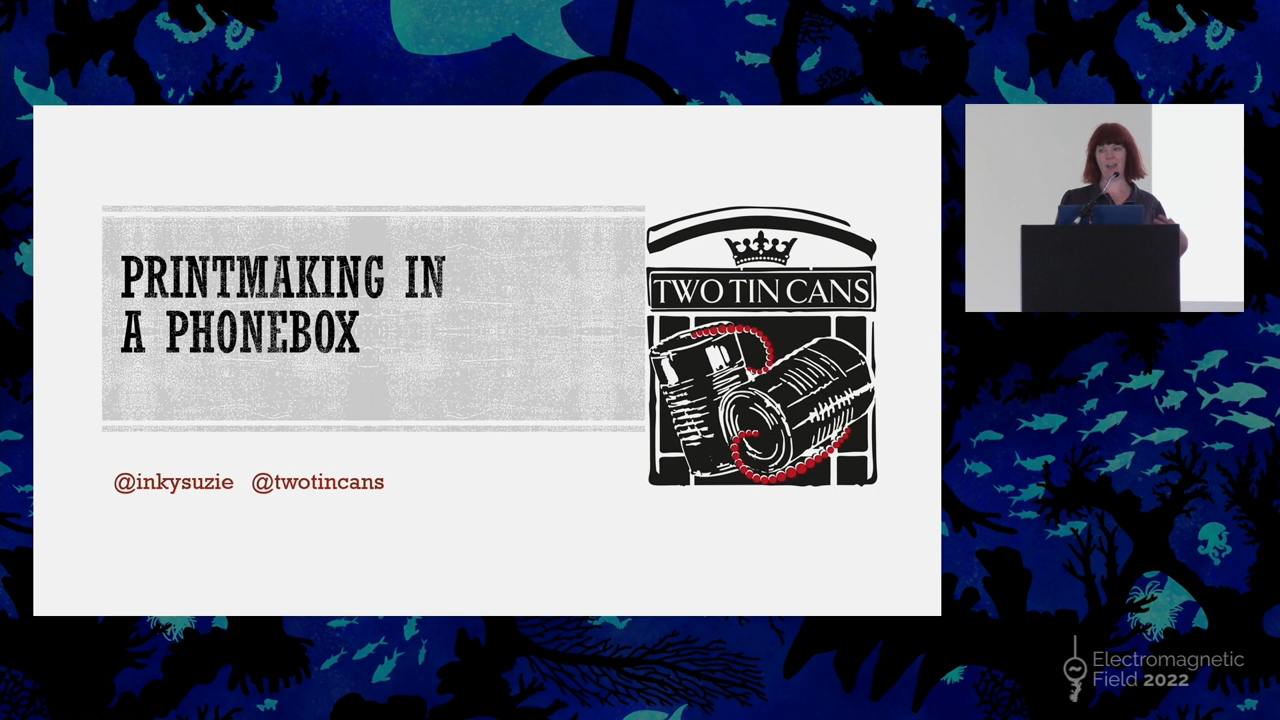 PRINTMAKING IN
A PHONEBOX
@inkysuzie @twotincans
TWO TIN CANS
Electromagnetic
Field 2022